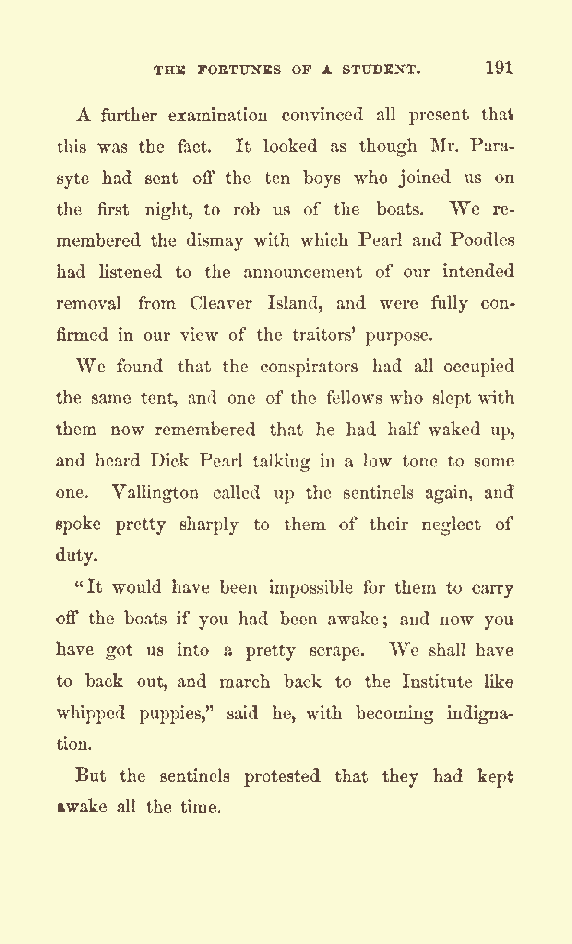 THE FORTUNES OF A STUDENT. 191
A further examination convinced all present that
this was the fact. It looked as though Mr. Para-
syte had sent off the ten boys who joined us on
the first night, to rob us of the boats. We re-
membered the dismay with which Pearl and Poodles
had listened to the announcement of our intended
removal from Cleaver Island, and were fully con-
firmed in our view of the traitors' purpose.
We found that the conspirators had all occupied
the same tent, and one of the fellows who slept with
them now remembered that he had half waked up,
and heard Dick Pearl talking in a low tone to some
one. Vallington called up the sentinels again, and
spoke pretty sharply to them of their neglect of
duty.
"It would have been impossible for them to carry
off the boats if you had been awake; and now you
have got us into a pretty scrape. We shall have
to back out, and march back to the Institute like
whipped puppies," said he, with becoming indigna-
tion.
But the sentinels protested that they had kept
awake all the time.